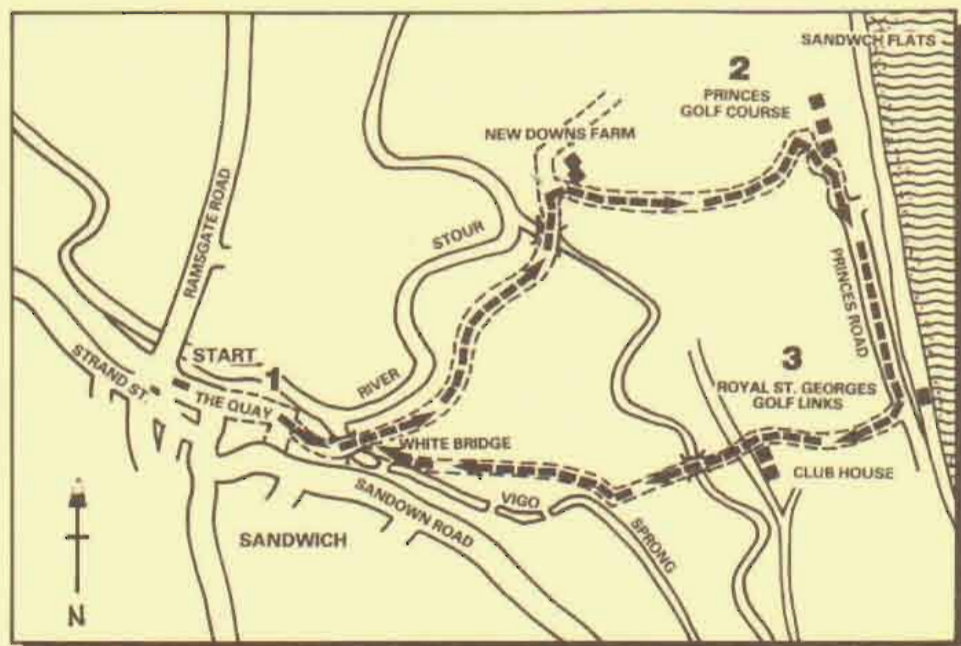 SANDWCH FLATS
2
PRINCES
GOLF COURSE
NEW DOWNS FARM
RAMSGATE ROAD
STOUR
PRINCES ROAD
START
1
STRAND ST.
THE QUAY
RIVER
3
ROYAL ST. GEORGES
GOLF LINKS
WHITE BRIDGE
CLUB HOUSE
VIGO
SPRONG
SANDOWN ROAD
SANDWICH
N